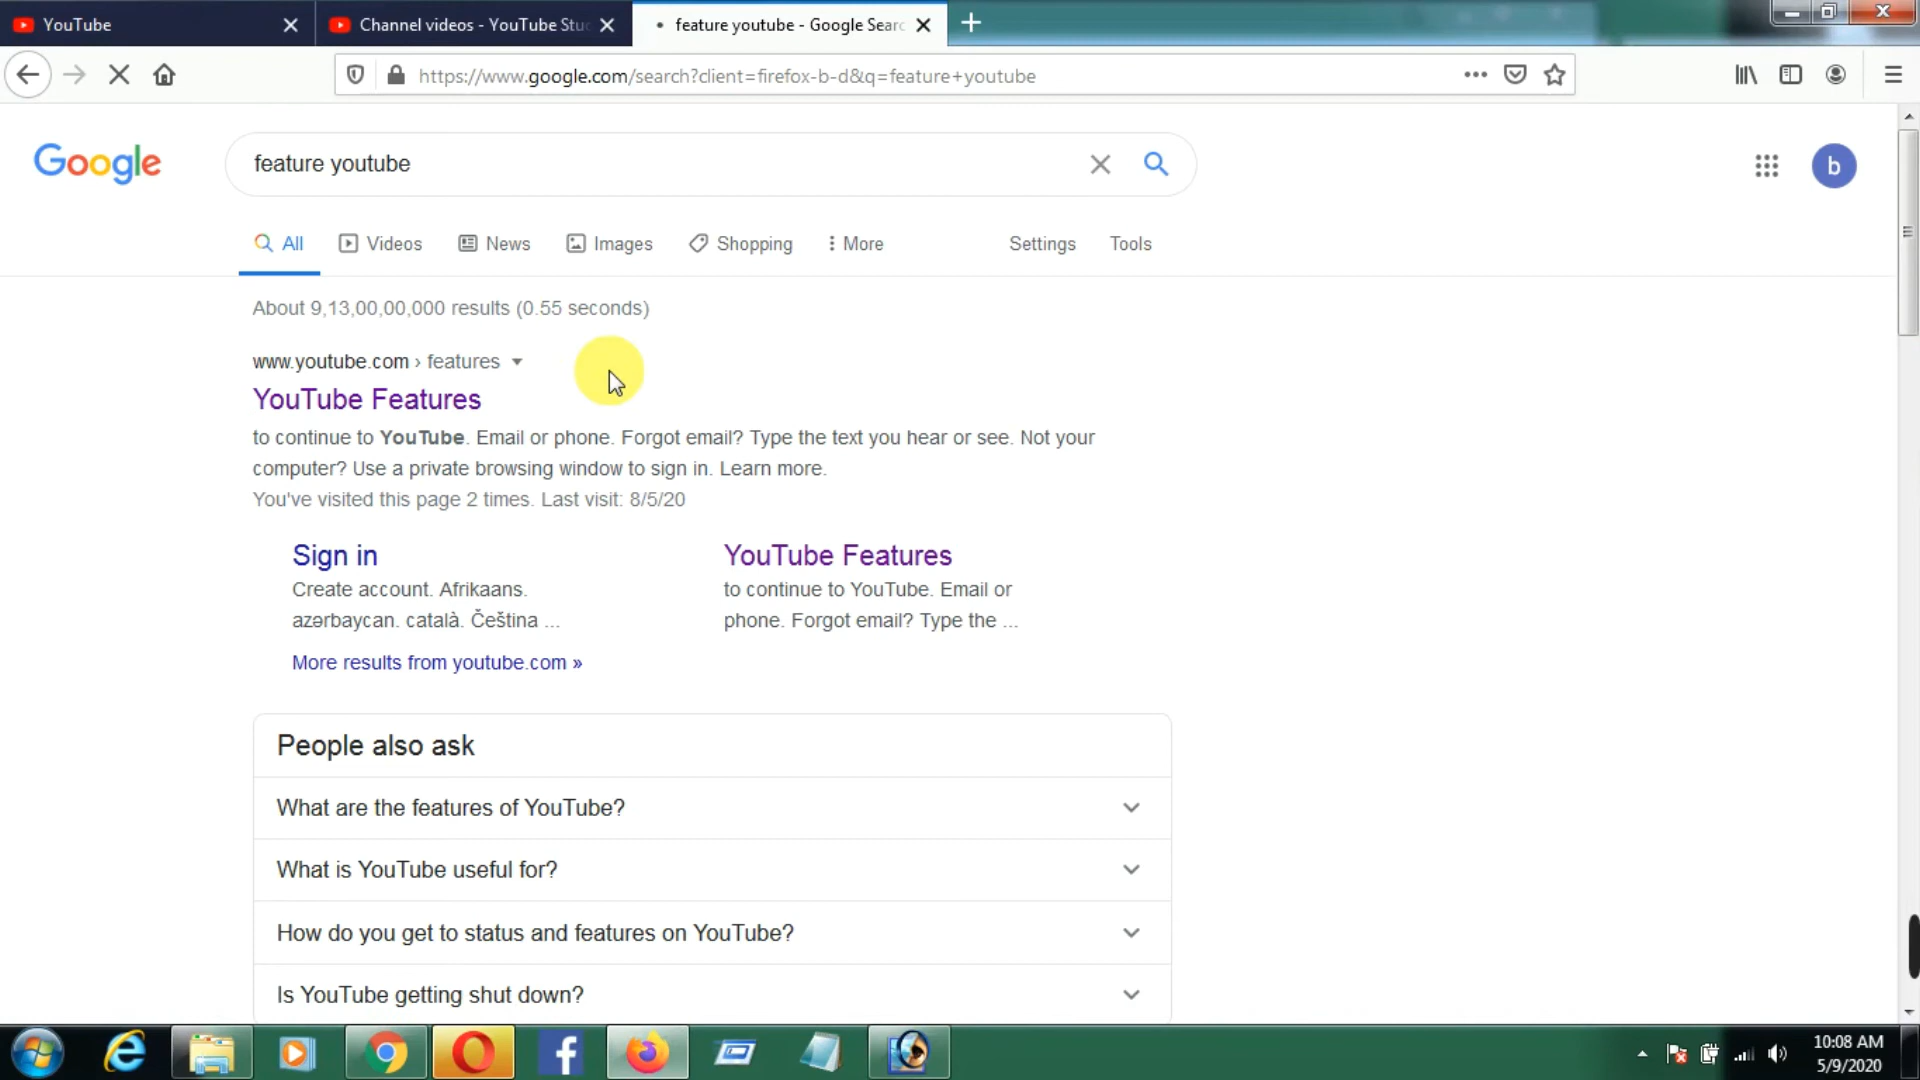 YouTube
Channel videos - YouTube Stu
feature youtube - Google Searc
https://www.google.com/search?client=firefox-b-d&q=feature+youtube
Google
feature youtube
b
All
Videos
News
Images
Shopping
More
Settings
Tools
About 9,13,00,00,000 results (0.55 seconds)
www.youtube.com › features
YouTube Features
to continue to YouTube. Email or phone. Forgot email? Type the text you hear or see. Not your
computer? Use a private browsing window to sign in. Learn more.
You've visited this page 2 times. Last visit: 8/5/20
Sign in
Create account. Afrikaans.
azərbaycan. català. Čeština ...
YouTube Features
to continue to YouTube. Email or
phone. Forgot email? Type the ...
More results from youtube.com »
People also ask
What are the features of YouTube?
What is YouTube useful for?
How do you get to status and features on YouTube?
Is YouTube getting shut down?
10:08 AM
5/9/2020